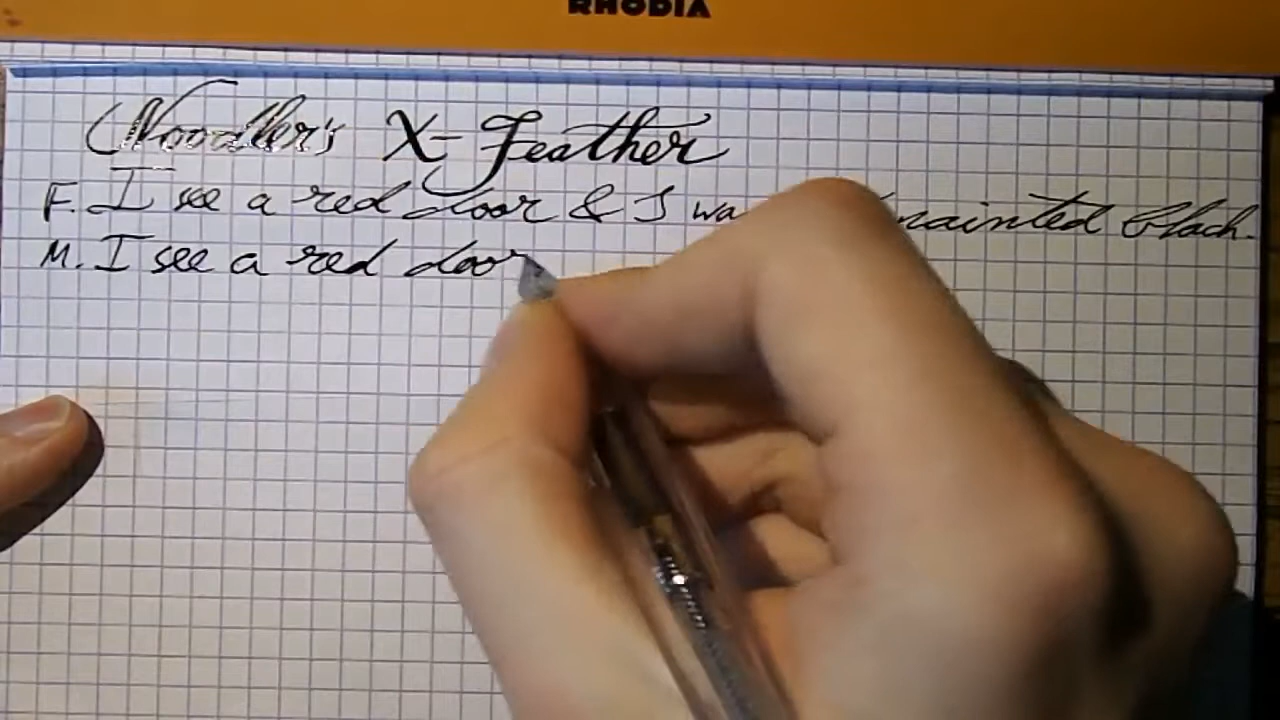 RHODIA
Noodler's X-Feather
F. I see a red door & I wa painted black.
M. I see a red door